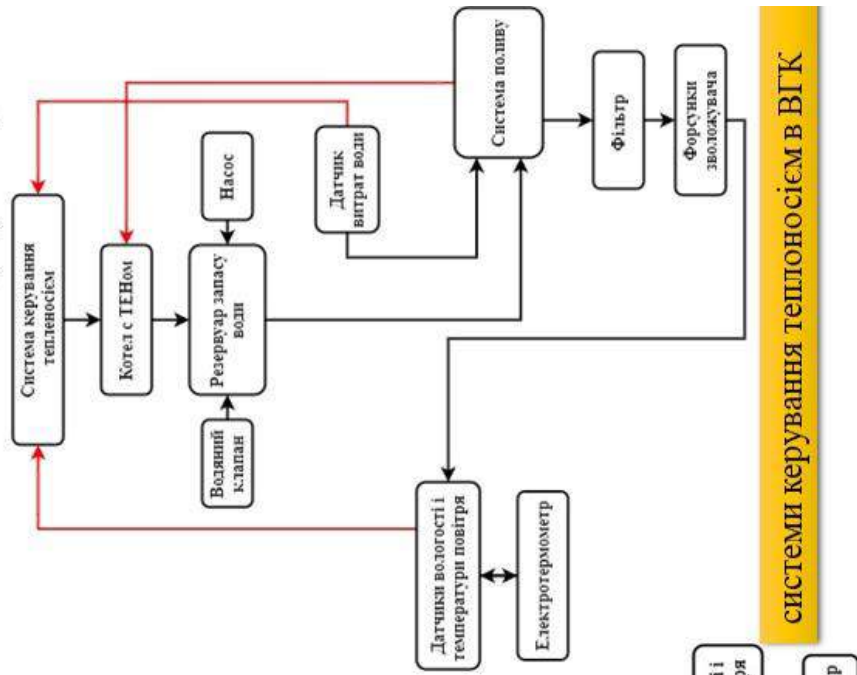 Система керування
тепленосієм
Котел с ТЕНом
Водяний
клапан
Резервуар запасу
води
Насос
Датчик
витрат води
Система поливу
Датчики вологості і
температури повітря
Електротермометр
Фільтр
Форсунки
зволожувача
системи керування теплоносієм в ВГК